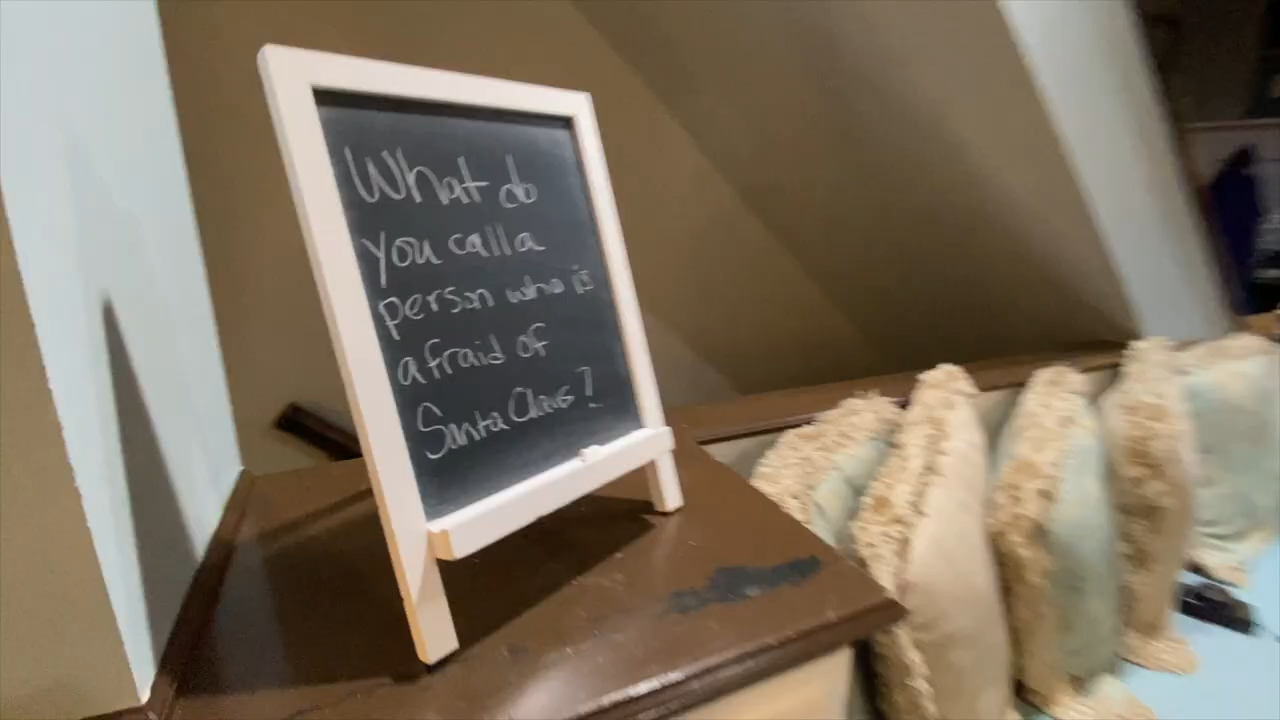 What do
you call a
person who is
afraid of
Santa Claus?